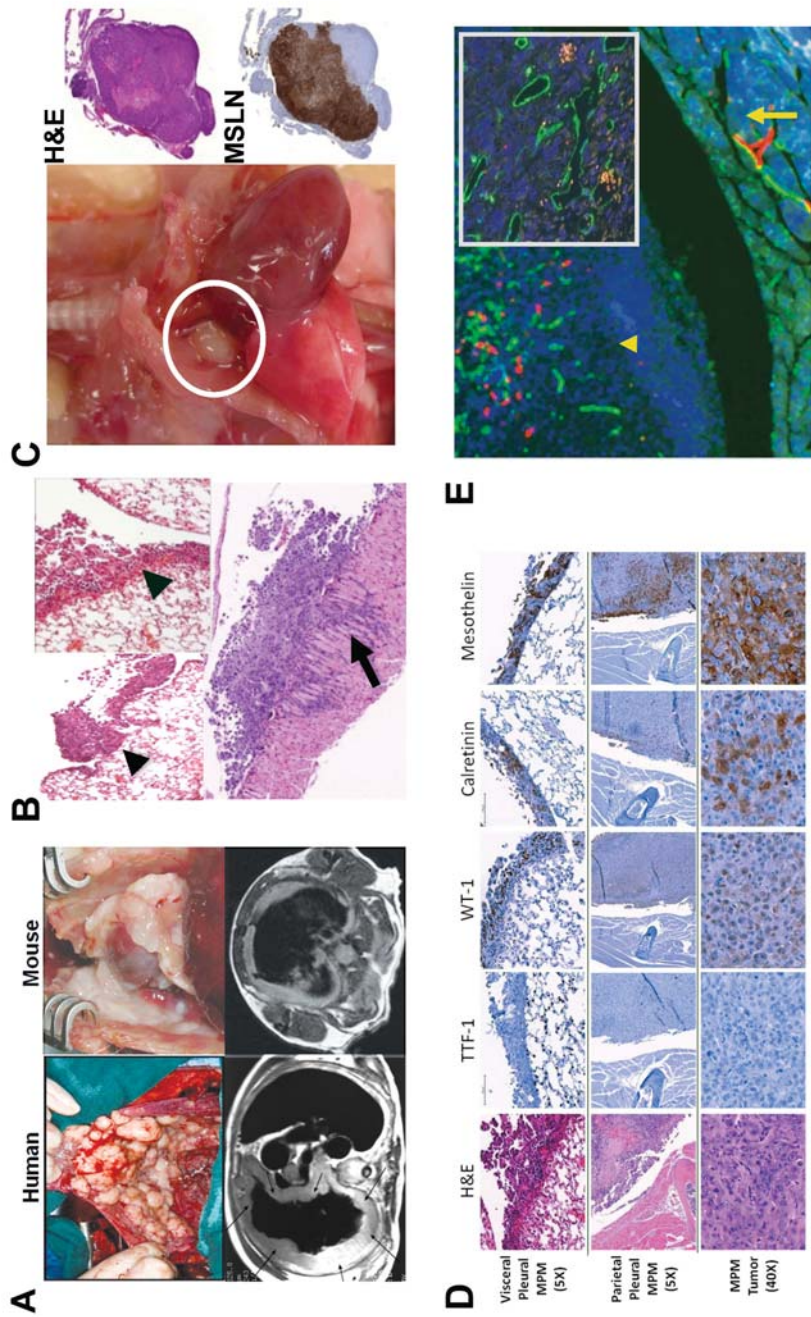 A
Human
Mouse
B
C
H&E
MSLN
D
H&E
TTF-1
WT-1
Calretinin
Mesothelin
Visceral
Pleural
MPM
(5X)
Parietal
Pleural
MPM
(5X)
MPM
Tumor
(40X)
E